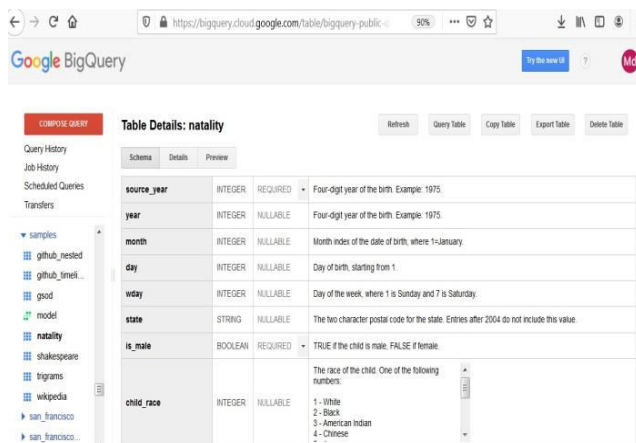 https://bigquery.cloud.google.com/table/bigquery-public-
90%
Google BigQuery
Try the new UI
?
Md
COMPOSE QUERY
Query History
Job History
Scheduled Queries
Transfers
samples
github_nested
github_timeli...
gsod
model
natality
shakespeare
trigrams
wikipedia
san_francisco
san_francisco...
Table Details: natality
Refresh Query Table Copy Table Export Table Delete Table
Schema Details Preview
source_year INTEGER REQUIRED Four-digit year of the birth. Example: 1975.
year INTEGER NULLABLE Four-digit year of the birth. Example: 1975.
month INTEGER NULLABLE Month index of the date of birth, where 1=January.
day INTEGER NULLABLE Day of birth, starting from 1.
wday INTEGER NULLABLE Day of the week, where 1 is Sunday and 7 is Saturday.
state STRING NULLABLE The two character postal code for the state. Entries after 2004 do not include this value.
is_male BOOLEAN REQUIRED TRUE if the child is male, FALSE if female.
child_race INTEGER NULLABLE The race of the child. One of the following
numbers:
1 - White
2 - Black
3 - American Indian
4 - Chinese